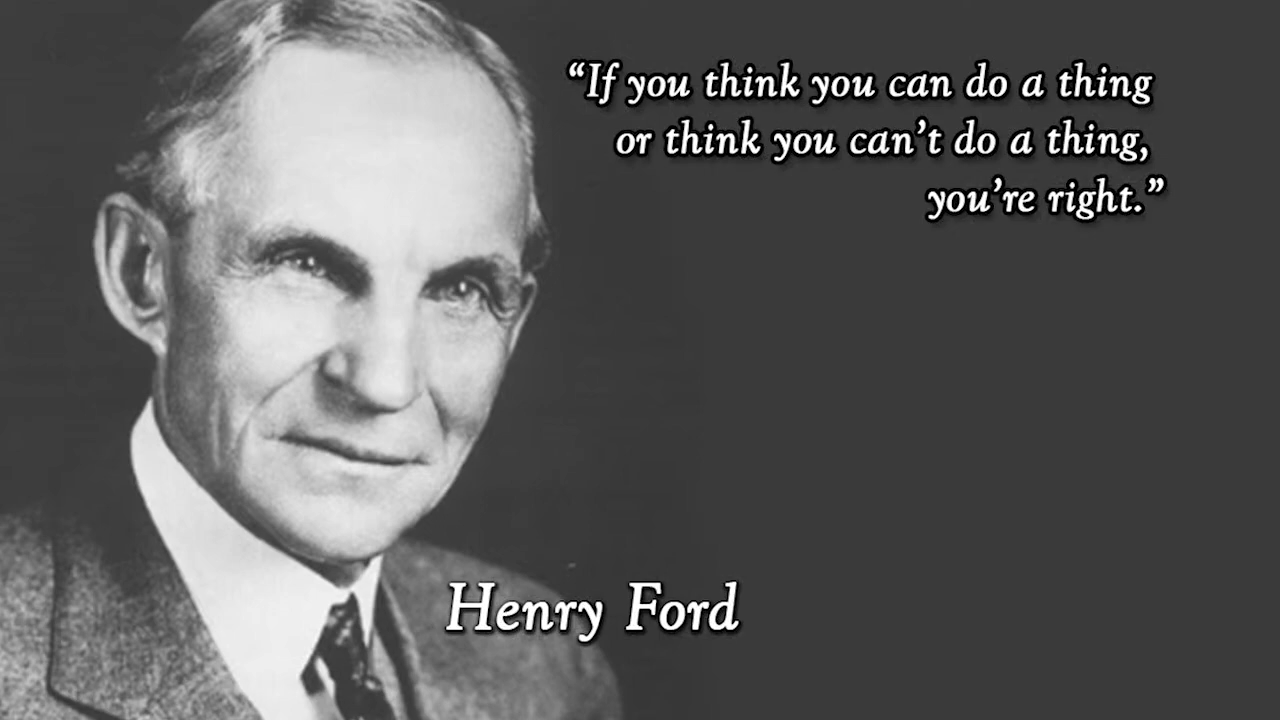 “If you think you can do a thing
or think you can’t do a thing,
you’re right.”
Henry Ford